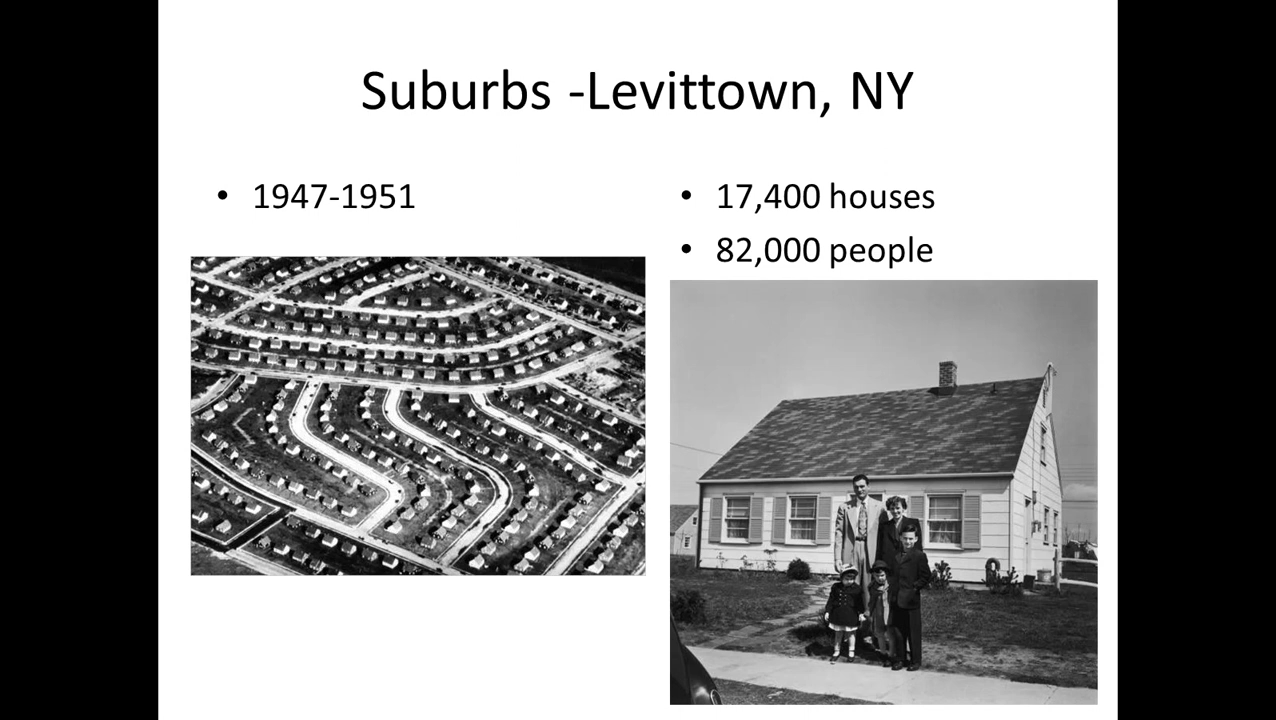 Suburbs -Levittown, NY
• 1947-1951
• 17,400 houses
• 82,000 people